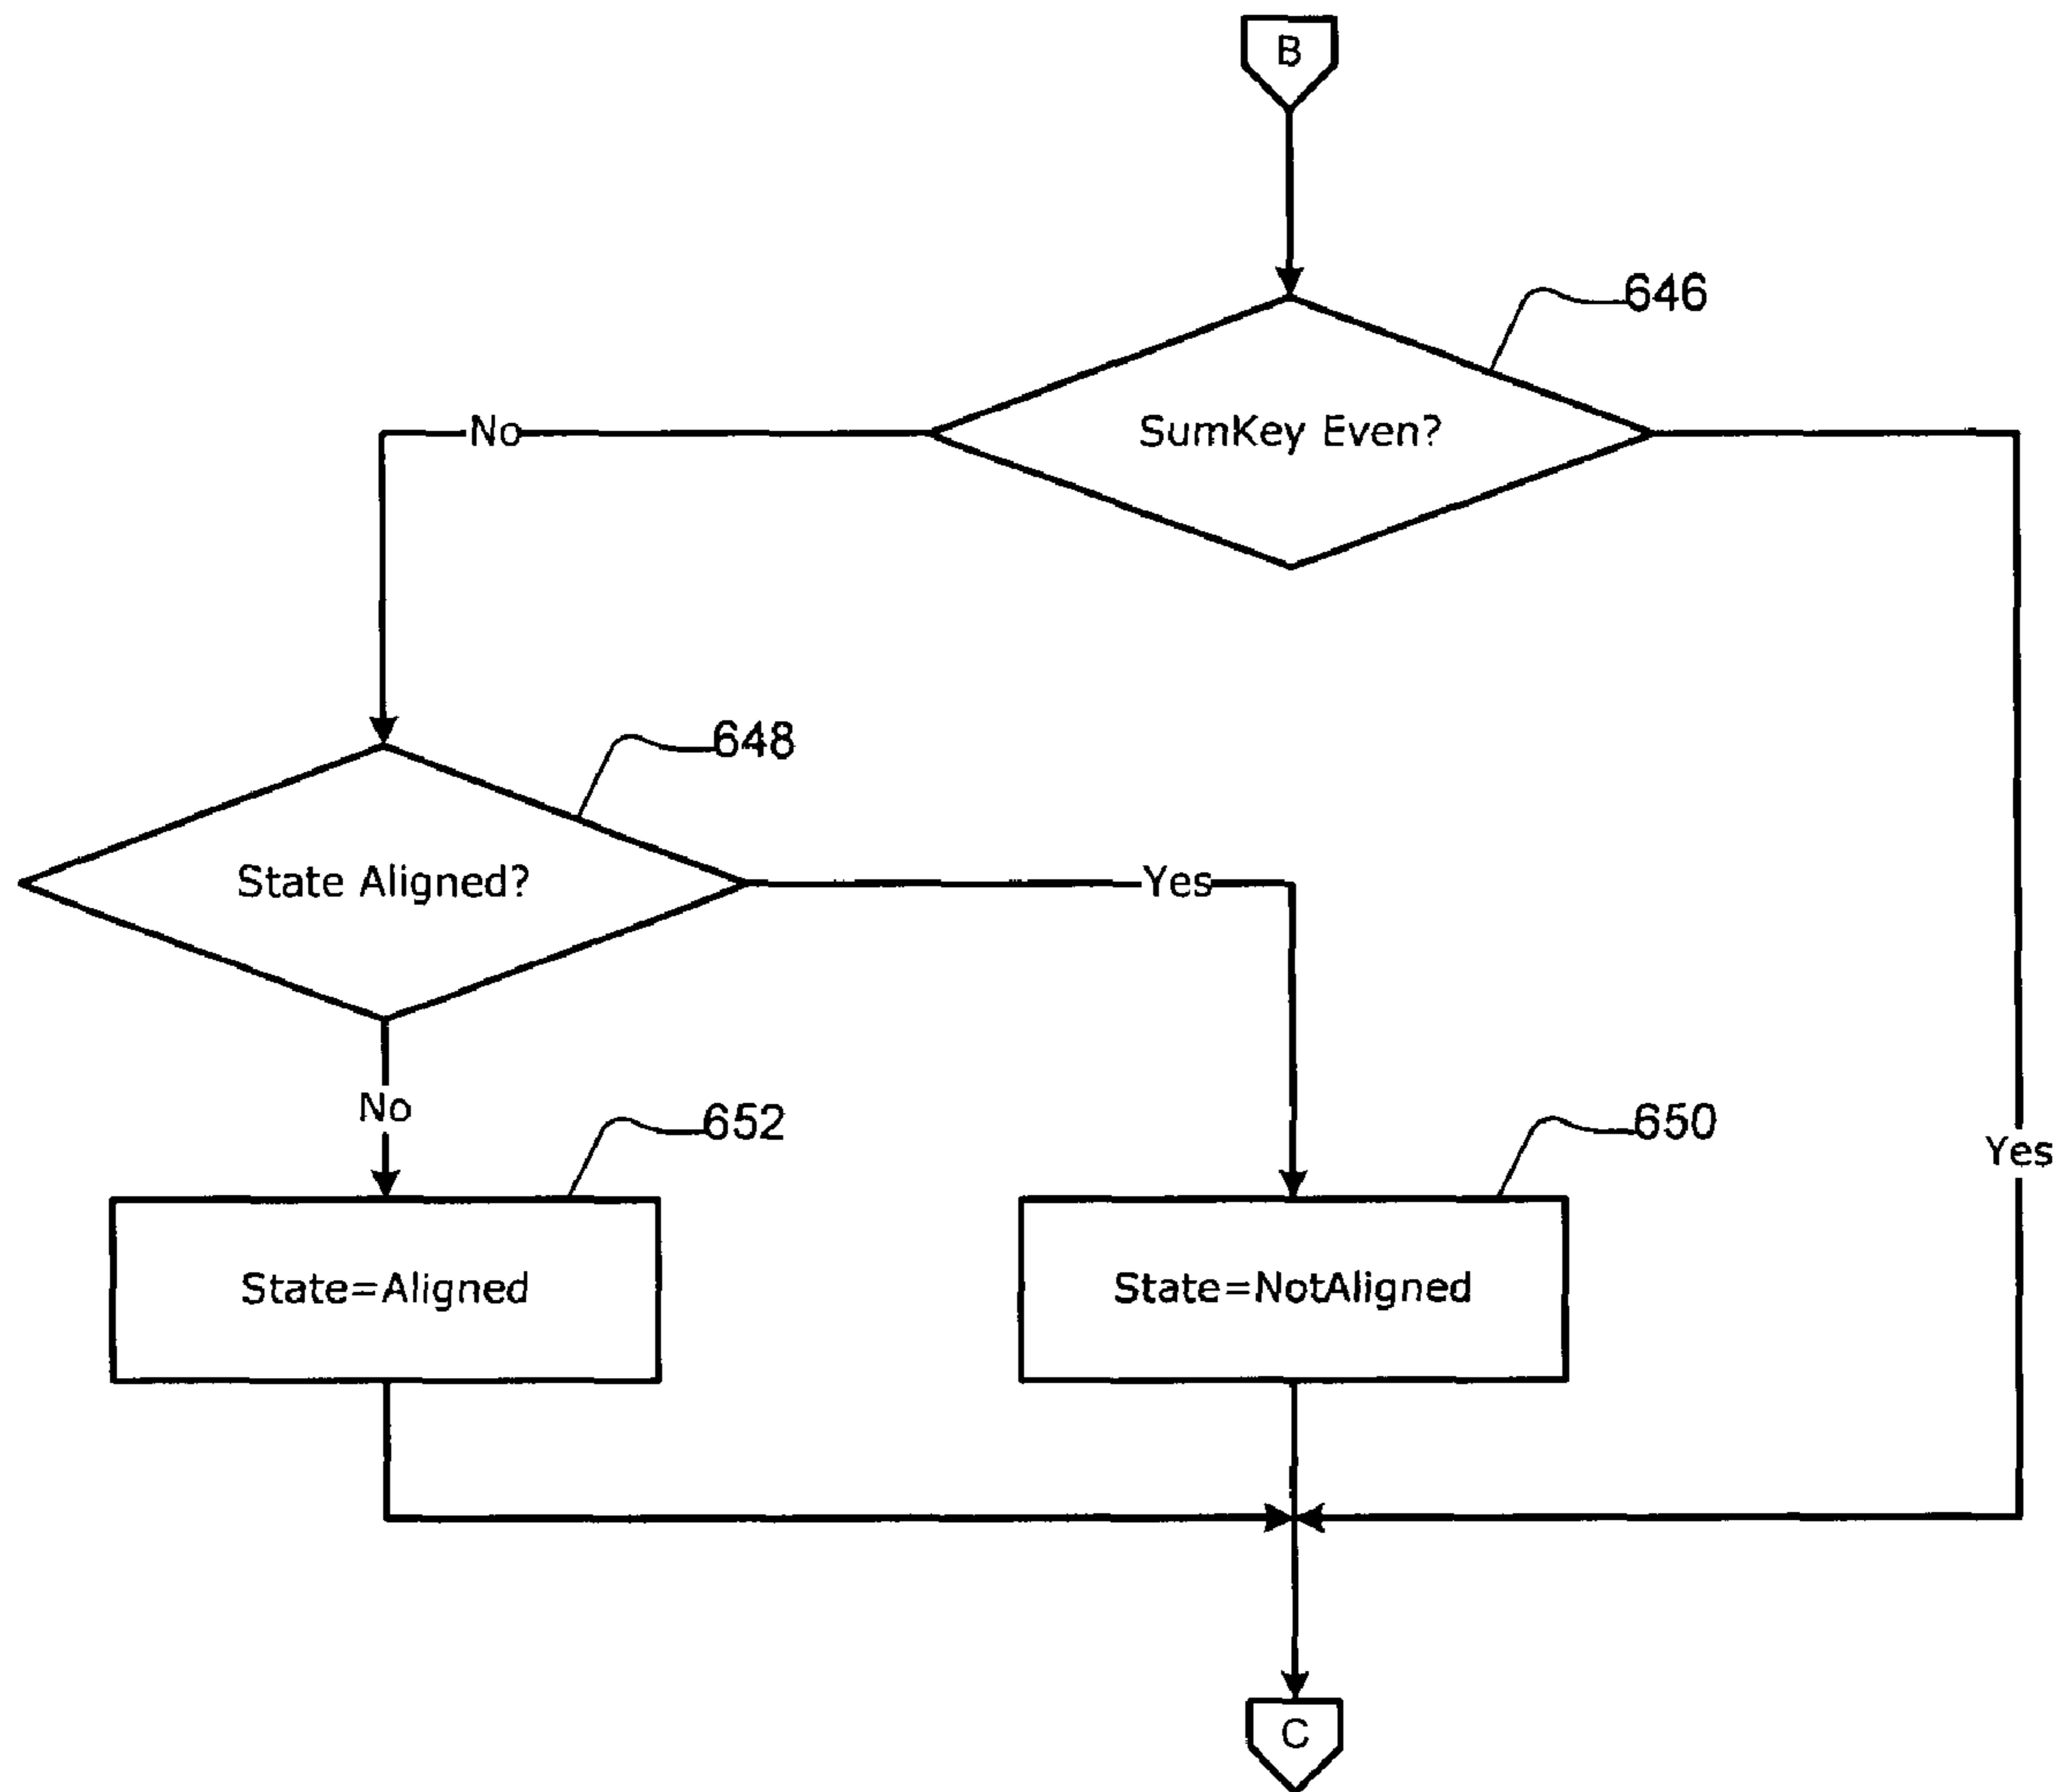 B
646
SumKey Even?
No
648
State Aligned?
Yes
No
652
650
Yes
State=Aligned
State=NotAligned
C